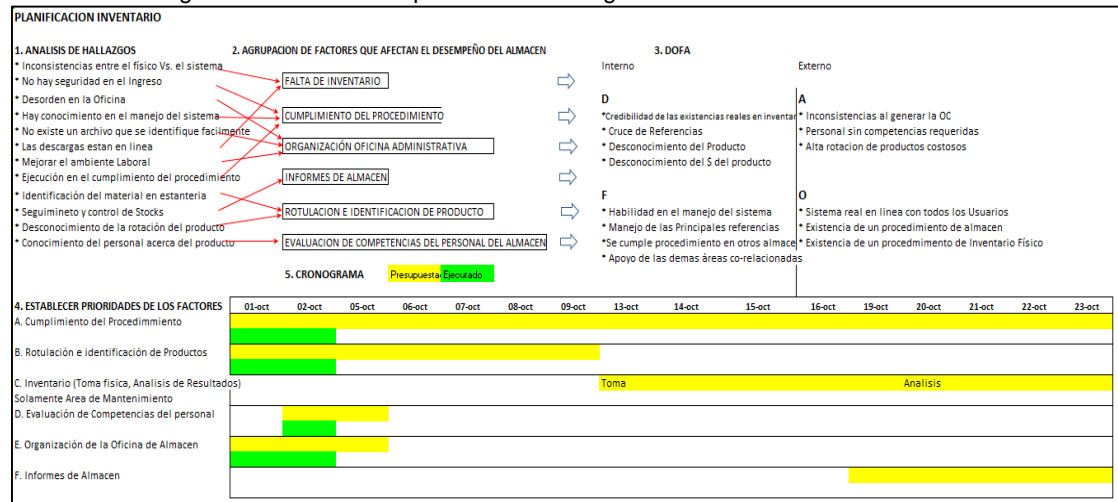 PLANIFICACION INVENTARIO
1. ANALISIS DE HALLAZGOS
* Inconsistencias entre el físico Vs. el sistema
* No hay seguridad en el Ingreso
* Desorden en la Oficina
* Hay conocimiento en el manejo del sistema
* No existe un archivo que se identifique facilmente
* Las descargas estan en linea
* Mejorar el ambiente Laboral
* Ejecución en el cumplimiento del procedimiento
* Identificación del material en estanteria
* Seguimineto y control de Stocks
* Desconocimiento de la rotación del producto
* Conocimiento del personal acerca del producto
2. AGRUPACION DE FACTORES QUE AFECTAN EL DESEMPEÑO DEL ALMACEN
FALTA DE INVENTARIO
CUMPLIMIENTO DEL PROCEDIMIENTO
ORGANIZACIÓN OFICINA ADMINISTRATIVA
INFORMES DE ALMACEN
ROTULACION E IDENTIFICACION DE PRODUCTO
EVALUACION DE COMPETENCIAS DEL PERSONAL DEL ALMACEN
3. DOFA
Interno
D
*Credibilidad de las existencias reales en inventar
* Cruce de Referencias
* Desconocimiento del Producto
* Desconocimiento del $ del producto
F
* Habilidad en el manejo del sistema
* Manejo de las Principales referencias
*Se cumple procedimiento en otros almace
* Apoyo de las demas áreas co-relacionadas
Externo
A
* Inconsistencias al generar la OC
* Personal sin competencias requeridas
* Alta rotacion de productos costosos
O
* Sistema real en linea con todos los Usuarios
* Existencia de un procedimiento de almacen
* Existencia de un procedmimento de Inventario Físico
5. CRONOGRAMA Presupuesta Ejecutado
4. ESTABLECER PRIORIDADES DE LOS FACTORES 01-oct 02-oct 05-oct 06-oct 07-oct 08-oct 09-oct 13-oct 14-oct 15-oct 16-oct 19-oct 20-oct 21-oct 22-oct 23-oct
A. Cumplimiento del Procedimmiento
B. Rotulación e identificación de Productos
C. Inventario (Toma fisica, Analisis de Resultados) Toma Analisis
Solamente Area de Mantenimiento
D. Evaluación de Competencias del personal
E. Organización de la Oficina de Almacen
F. Informes de Almacen